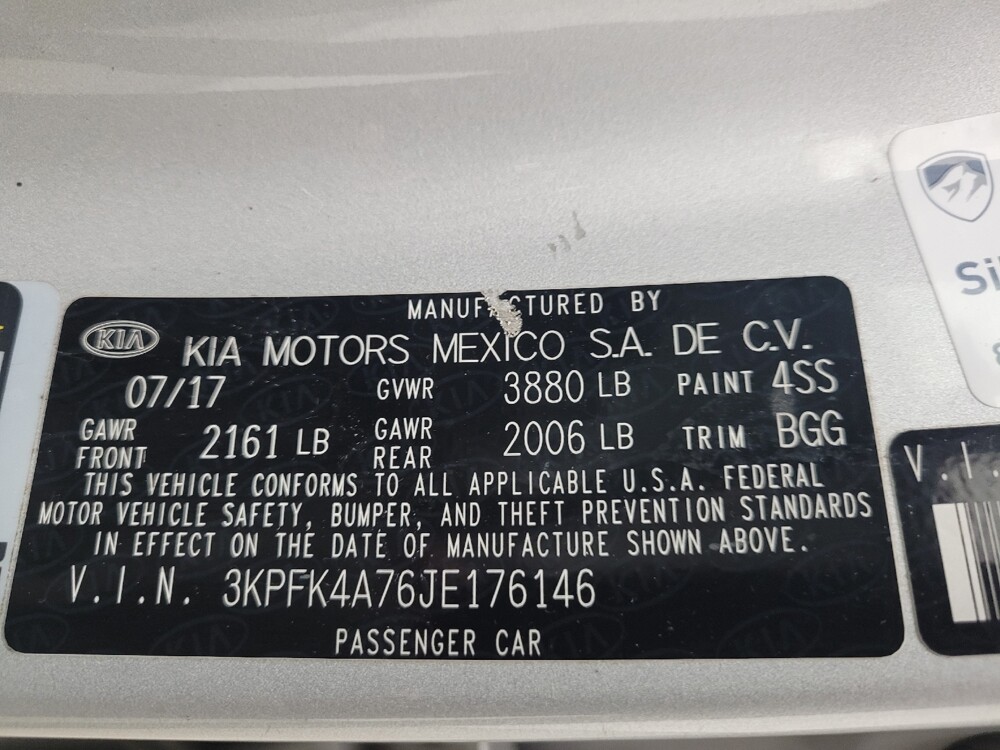 MANUFACTURED BY
KIA KIA MOTORS MEXICO S.A. DE C.V.
07/17 GVWR 3880 LB PAINT 4SS
GAWR FRONT 2161 LB GAWR REAR 2006 LB TRIM BGG
THIS VEHICLE CONFORMS TO ALL APPLICABLE U.S.A. FEDERAL
MOTOR VEHICLE SAFETY, BUMPER, AND THEFT PREVENTION STANDARDS
IN EFFECT ON THE DATE OF MANUFACTURE SHOWN ABOVE.
V.I.N. 3KPFK4A76JE176146
PASSENGER CAR
V.I.